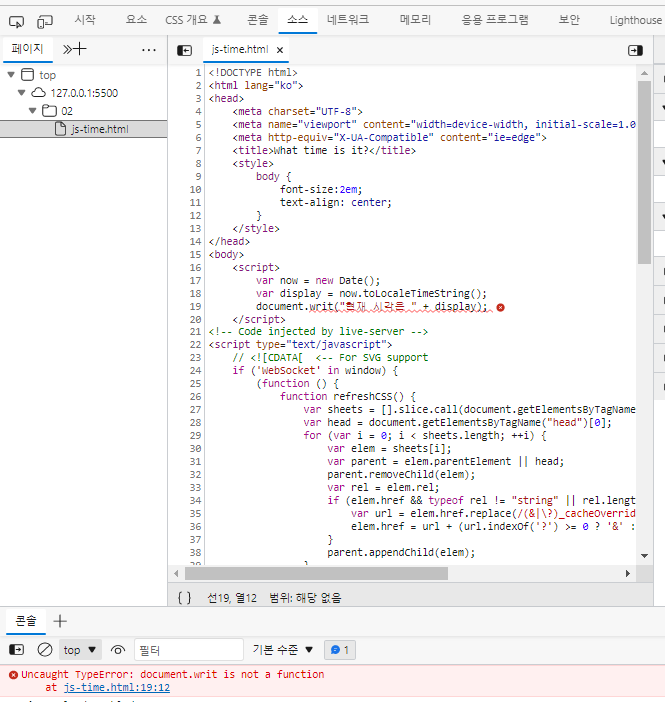 시작 요소 CSS 개요 콘솔 소스 네트워크 메모리 응용 프로그램 보안 Lighthouse
페이지
js-time.html ×
top
127.0.0.1:5500
02
js-time.html
1 <!DOCTYPE html>
2 <html lang="ko">
3 <head>
4 <meta charset="UTF-8">
5 <meta name="viewport" content="width=device-width, initial-scale=1.0
6 <meta http-equiv="X-UA-Compatible" content="ie=edge">
7 <title>What time is it?</title>
8 <style>
9 body {
10 font-size:2em;
11 text-align: center;
12 }
13 </style>
14 </head>
15 <body>
16 <script>
17 var now = new Date();
18 var display = now.toLocaleTimeString();
19 document.writ("현재 시각은 " + display);
20 </script>
21 <!-- Code injected by live-server -->
22 <script type="text/javascript">
23 // <![CDATA[ <-- For SVG support
24 if ('WebSocket' in window) {
25 (function () {
26 function refreshCSS() {
27 var sheets = [].slice.call(document.getElementsByTagName
28 var head = document.getElementsByTagName("head")[0];
29 for (var i = 0; i < sheets.length; ++i) {
30 var elem = sheets[i];
31 var parent = elem.parentElement || head;
32 parent.removeChild(elem);
33 var rel = elem.rel;
34 if (elem.href && typeof rel != "string" || rel.lengt
35 var url = elem.href.replace(/(&|\?)_cacheOverrid
36 elem.href = url + (url.indexOf('?') >= 0 ? '&' :
37 }
38 parent.appendChild(elem);
{ } 선19, 열12 범위: 해당 없음
콘솔
top 필터 기본 수준 1
Uncaught TypeError: document.writ is not a function
at js-time.html:19:12